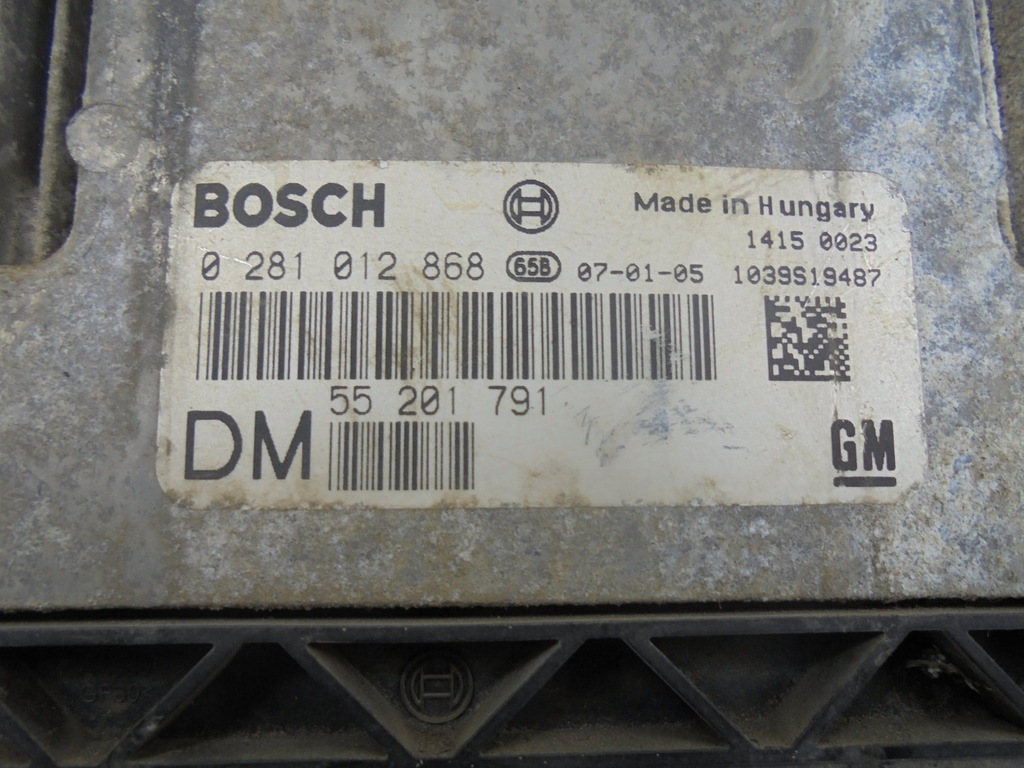 BOSCH Made in Hungary
1415 0023
0 281 012 868 65B 07-01-05 1039S19487
55 201 791
DM GM